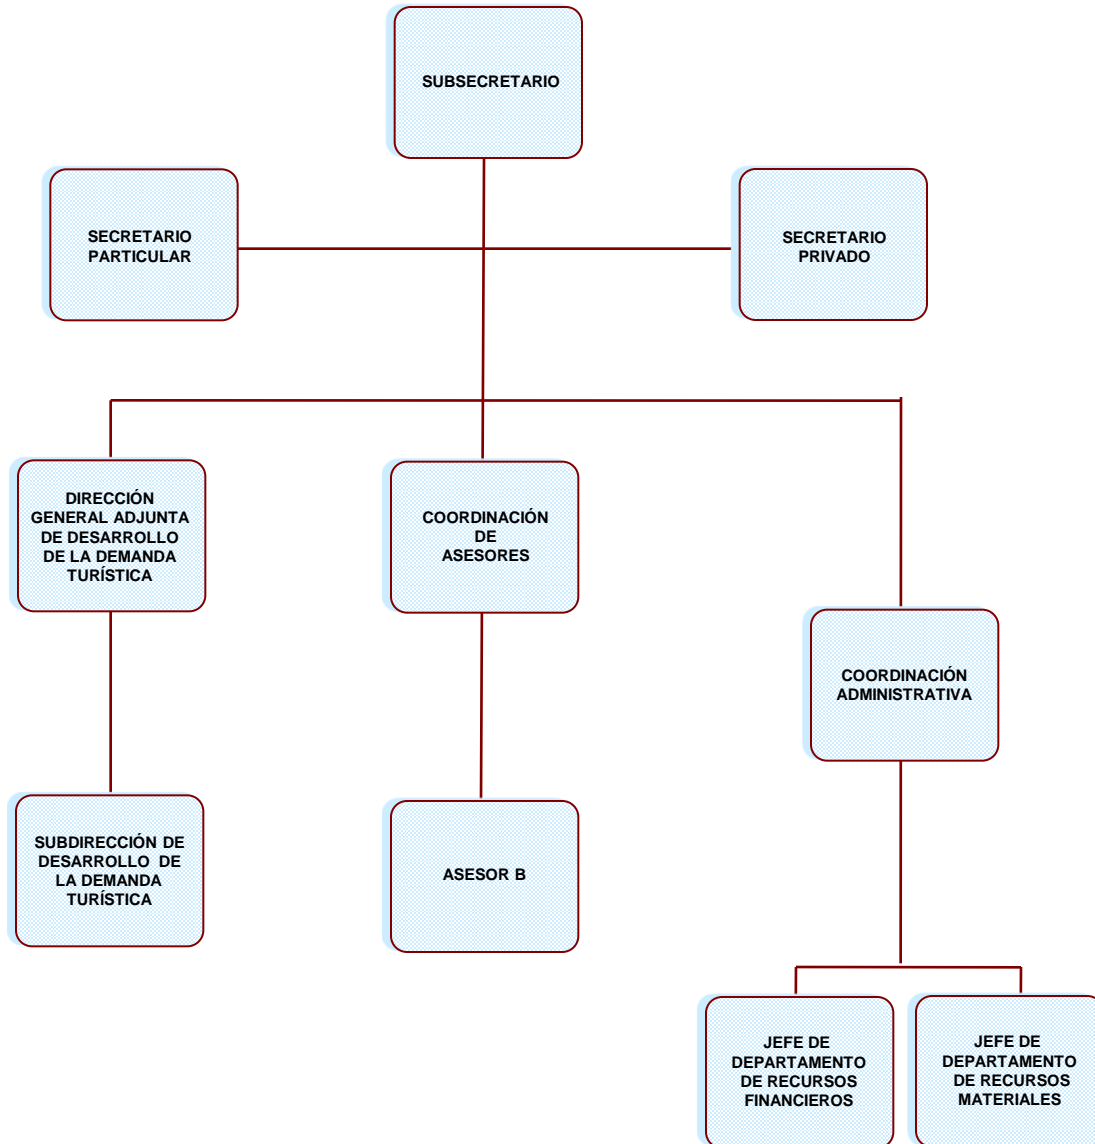 SUBSECRETARIO
SECRETARIO
PARTICULAR
SECRETARIO
PRIVADO
DIRECCIÓN
GENERAL ADJUNTA
DE DESARROLLO
DE LA DEMANDA
TURÍSTICA
COORDINACIÓN
DE
ASESORES
COORDINACIÓN
ADMINISTRATIVA
SUBDIRECCIÓN DE
DESARROLLO DE
LA DEMANDA
TURÍSTICA
ASESOR B
JEFE DE
DEPARTAMENTO
DE RECURSOS
FINANCIEROS
JEFE DE
DEPARTAMENTO
DE RECURSOS
MATERIALES